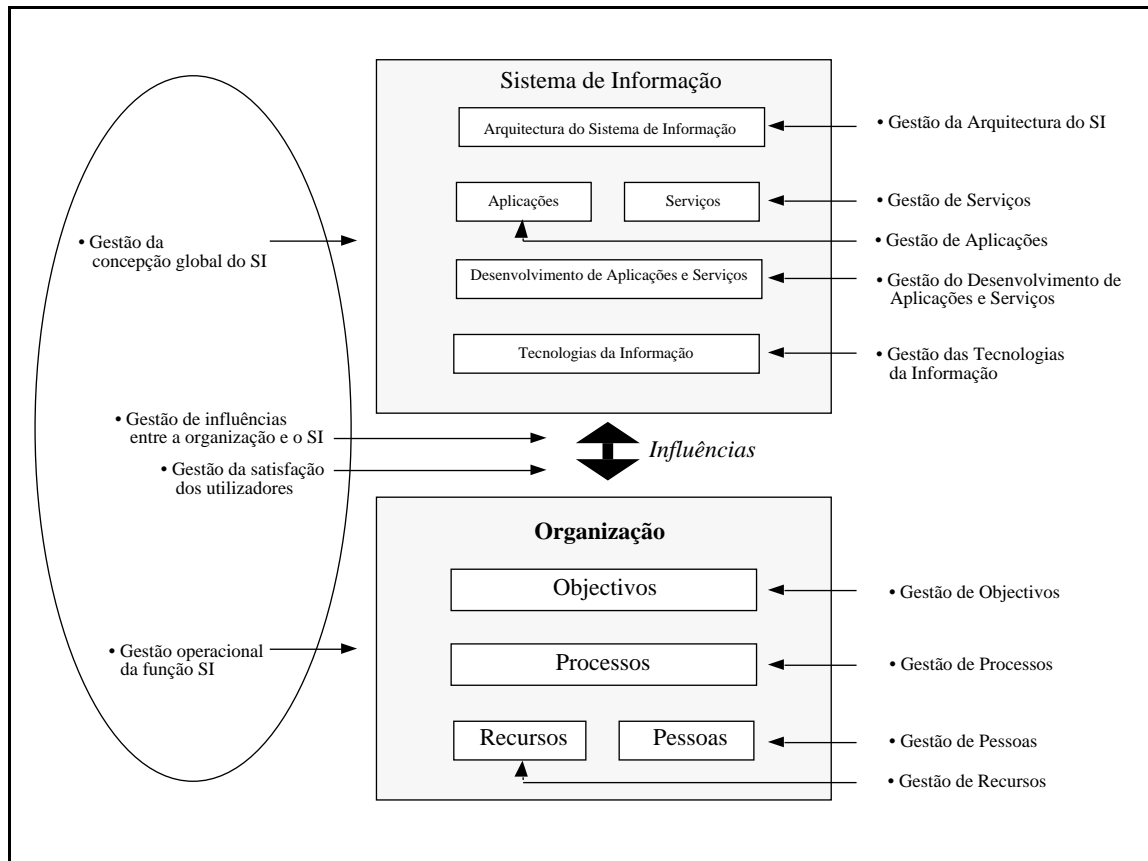 Sistema de Informação
Arquitectura do Sistema de Informação
• Gestão da Arquitectura do SI
Aplicações
Serviços
• Gestão de Serviços
• Gestão de Aplicações
• Gestão da
concepção global do SI
Desenvolvimento de Aplicações e Serviços
• Gestão do Desenvolvimento de
Aplicações e Serviços
Tecnologias da Informação
• Gestão das Tecnologias
da Informação
• Gestão de influências
entre a organização e o SI
• Gestão da satisfação
dos utilizadores
Influências
Organização
Objectivos
• Gestão de Objectivos
• Gestão operacional
da função SI
Processos
• Gestão de Processos
Recursos
Pessoas
• Gestão de Pessoas
• Gestão de Recursos